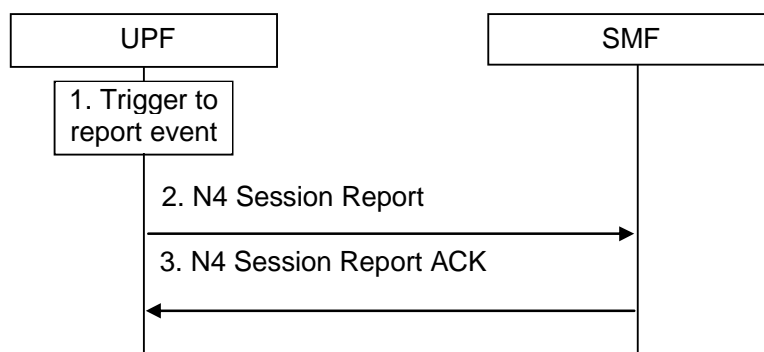 UPF
SMF
1. Trigger to
report event
2. N4 Session Report
3. N4 Session Report ACK